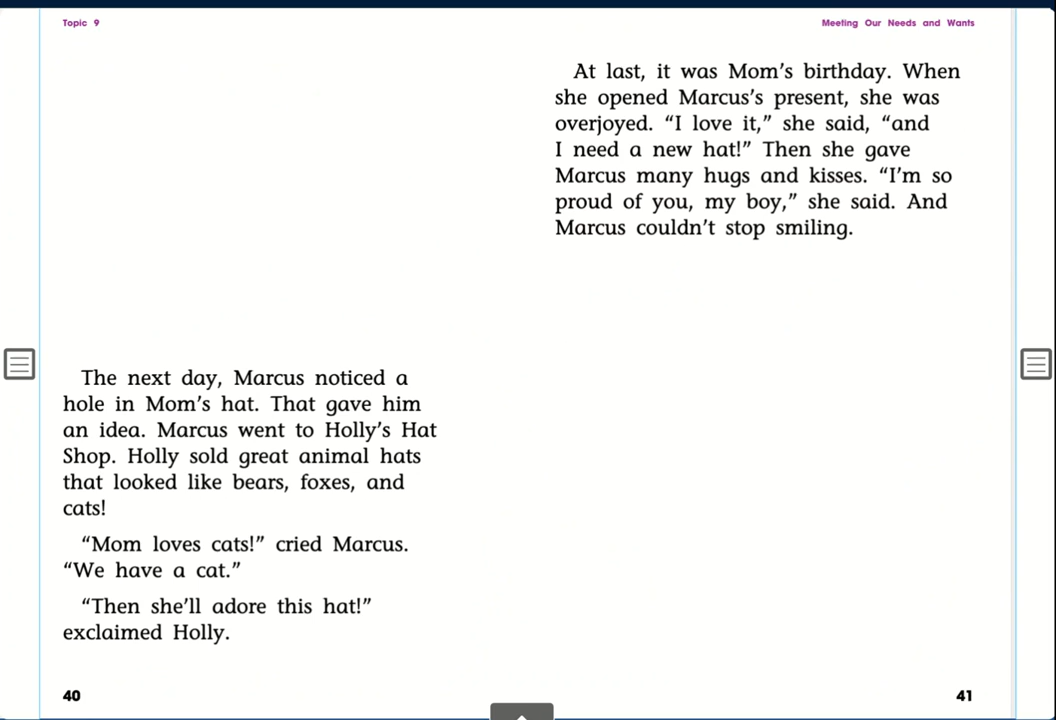 Topic 9
Meeting Our Needs and Wants
The next day, Marcus noticed a
hole in Mom’s hat. That gave him
an idea. Marcus went to Holly’s Hat
Shop. Holly sold great animal hats
that looked like bears, foxes, and
cats!
“Mom loves cats!” cried Marcus.
“We have a cat.”
“Then she’ll adore this hat!”
exclaimed Holly.
40
At last, it was Mom’s birthday. When
she opened Marcus’s present, she was
overjoyed. “I love it,” she said, “and
I need a new hat!” Then she gave
Marcus many hugs and kisses. “I’m so
proud of you, my boy,” she said. And
Marcus couldn’t stop smiling.
41